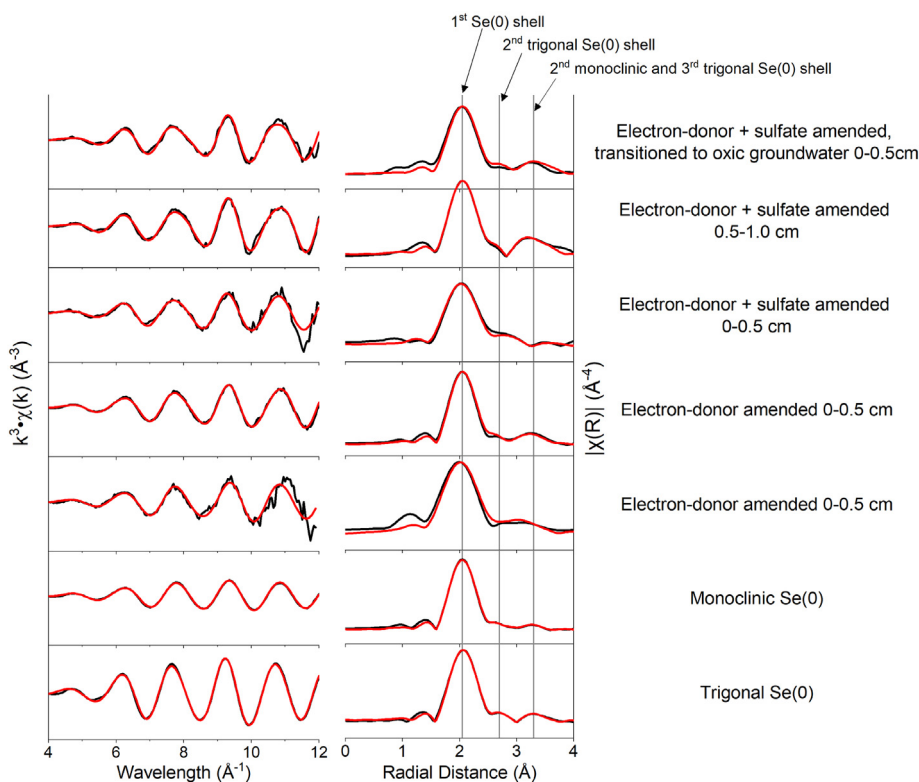 1st Se(0) shell
2nd trigonal Se(0) shell
2nd monoclinic and 3rd trigonal Se(0) shell
Electron-donor + sulfate amended,
transitioned to oxic groundwater 0-0.5cm
Electron-donor + sulfate amended
0.5-1.0 cm
Electron-donor + sulfate amended
0-0.5 cm
Electron-donor amended 0-0.5 cm
Electron-donor amended 0-0.5 cm
Monoclinic Se(0)
Trigonal Se(0)
k³•χ(k) (Å⁻³)
|χ(R)| (Å⁻⁴)
4 6 8 10 12
0 1 2 3 4
Wavelength (Å⁻¹)
Radial Distance (Å)